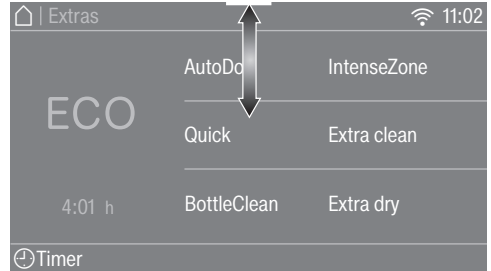 | Extras 11:02
AutoDo IntenseZone
ECO
Quick Extra clean
4:01 h BottleClean Extra dry
Timer